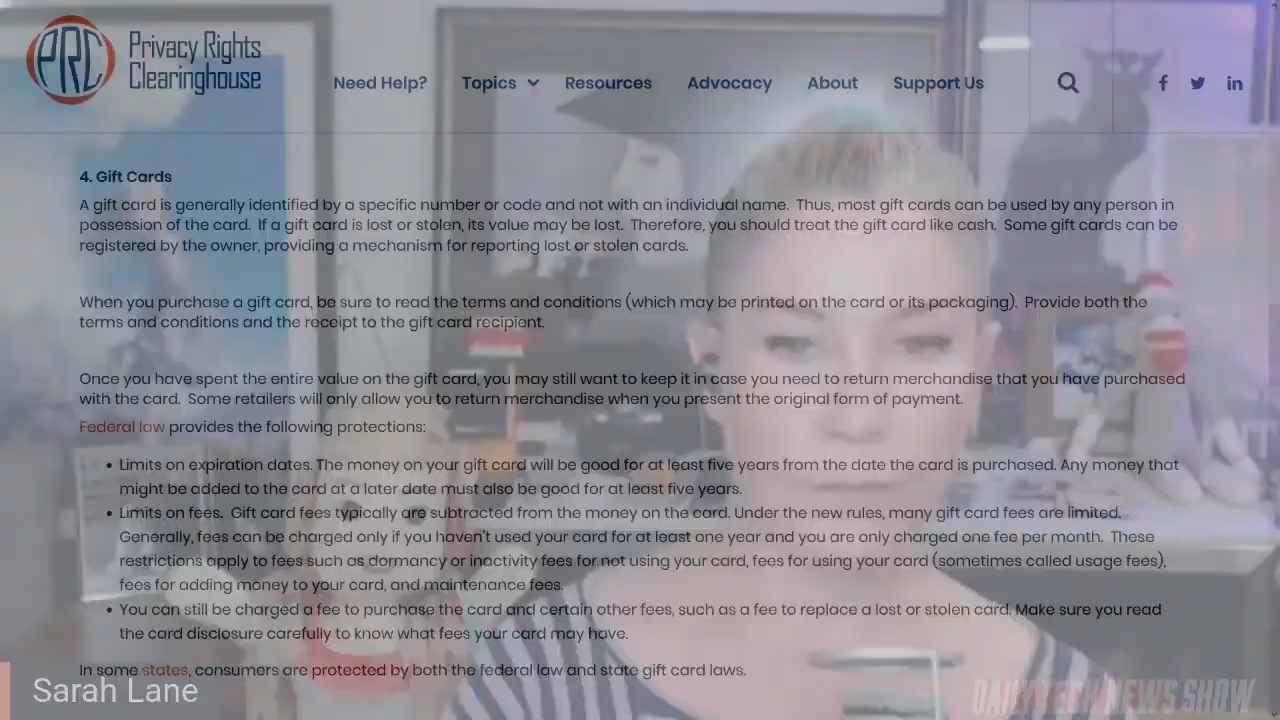 PRC
Privacy Rights
Clearinghouse
Need Help? Topics Resources Advocacy About Support Us
4. Gift Cards
A gift card is generally identified by a specific number or code and not with an individual name. Thus, most gift cards can be used by any person in
possession of the card. If a gift card is lost or stolen, its value may be lost. Therefore, you should treat the gift card like cash. Some gift cards can be
registered by the owner, providing a mechanism for reporting lost or stolen cards.
When you purchase a gift card, be sure to read the terms and conditions (which may be printed on the card or its packaging). Provide both the
terms and conditions and the receipt to the gift card recipient.
Once you have spent the entire value on the gift card, you may still want to keep it in case you need to return merchandise that you have purchased
with the card. Some retailers will only allow you to return merchandise when you present the original form of payment.
Federal law provides the following protections:
• Limits on expiration dates. The money on your gift card will be good for at least five years from the date the card is purchased. Any money that
might be added to the card at a later date must also be good for at least five years.
• Limits on fees. Gift card fees typically are subtracted from the money on the card. Under the new rules, many gift card fees are limited.
Generally, fees can be charged only if you haven't used your card for at least one year and you are only charged one fee per month. These
restrictions apply to fees such as dormancy or inactivity fees for not using your card, fees for using your card (sometimes called usage fees),
fees for adding money to your card, and maintenance fees.
• You can still be charged a fee to purchase the card and certain other fees, such as a fee to replace a lost or stolen card. Make sure you read
the card disclosure carefully to know what fees your card may have.
In some states, consumers are protected by both the federal law and state gift card laws.
Sarah Lane
DAILY TECH NEWS SHOW